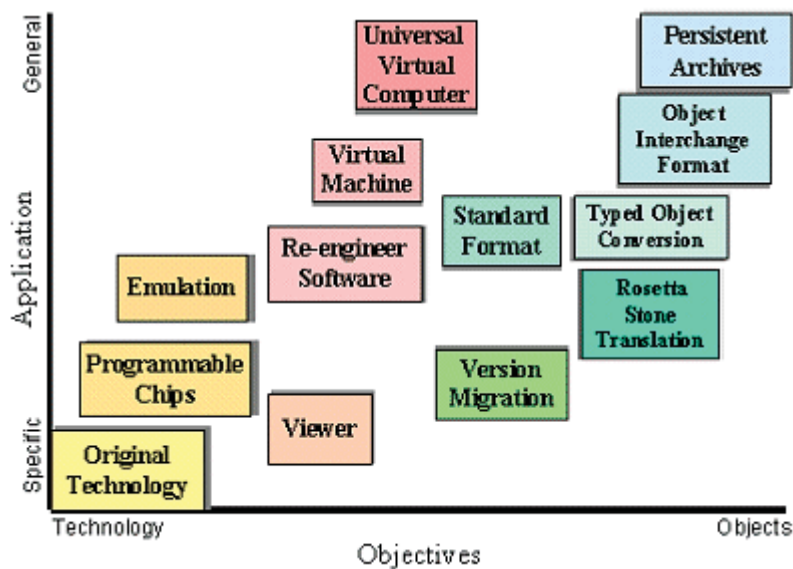 General
Universal
Virtual
Computer
Persistent
Archives
Object
Interchange
Format
Virtual
Machine
Application
Standard
Format
Typed Object
Conversion
Re-engineer
Software
Emulation
Rosetta
Stone
Translation
Programmable
Chips
Version
Migration
Viewer
Specific
Original
Technology
Technology
Objects
Objectives